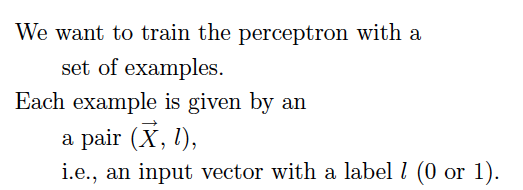 We want to train the perceptron with a
set of examples.
Each example is given by an
a pair (X⃗, l),
i.e., an input vector with a label l (0 or 1).